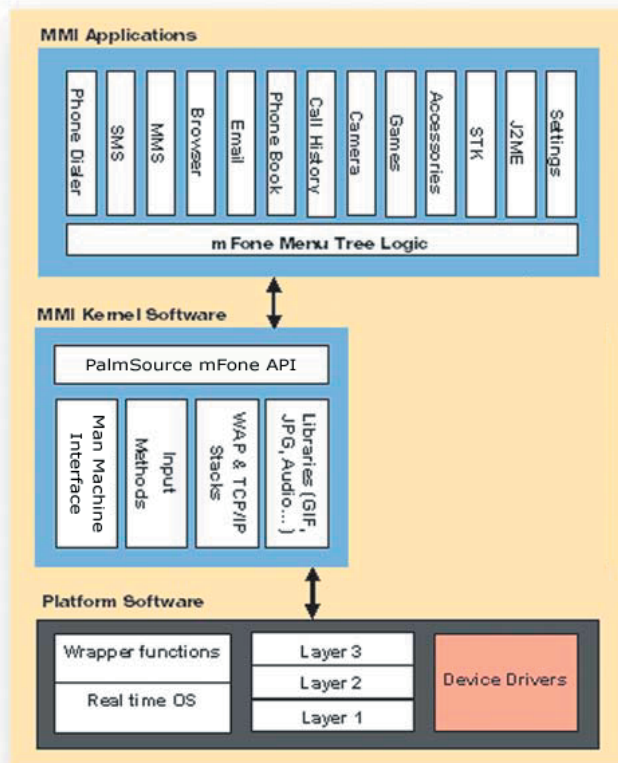 MMI Applications
Phone Dialer
SMS
MMS
Browser
Email
Phone Book
Call History
Camera
Games
Accessories
STK
J2ME
Settings
mFone Menu Tree Logic
MMI Kernel Software
PalmSource mFone API
Man Machine
Interface
Input
Methods
WAP & TCP/IP
Stacks
Libraries (GIF,
JPG, Audio... )
Platform Software
Wrapper functions
Real time OS
Layer 3
Layer 2
Layer 1
Device Drivers